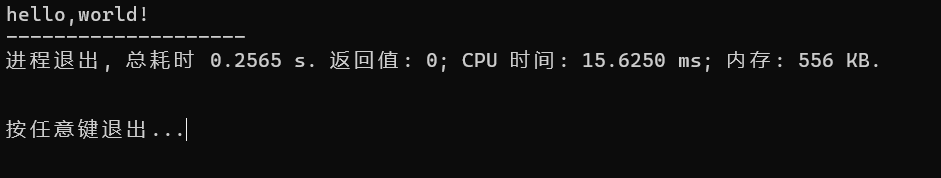 hello,world!
--------------------
进程退出, 总耗时 0.2565 s. 返回值: 0; CPU 时间: 15.6250 ms; 内存: 556 KB.
按任意键退出...